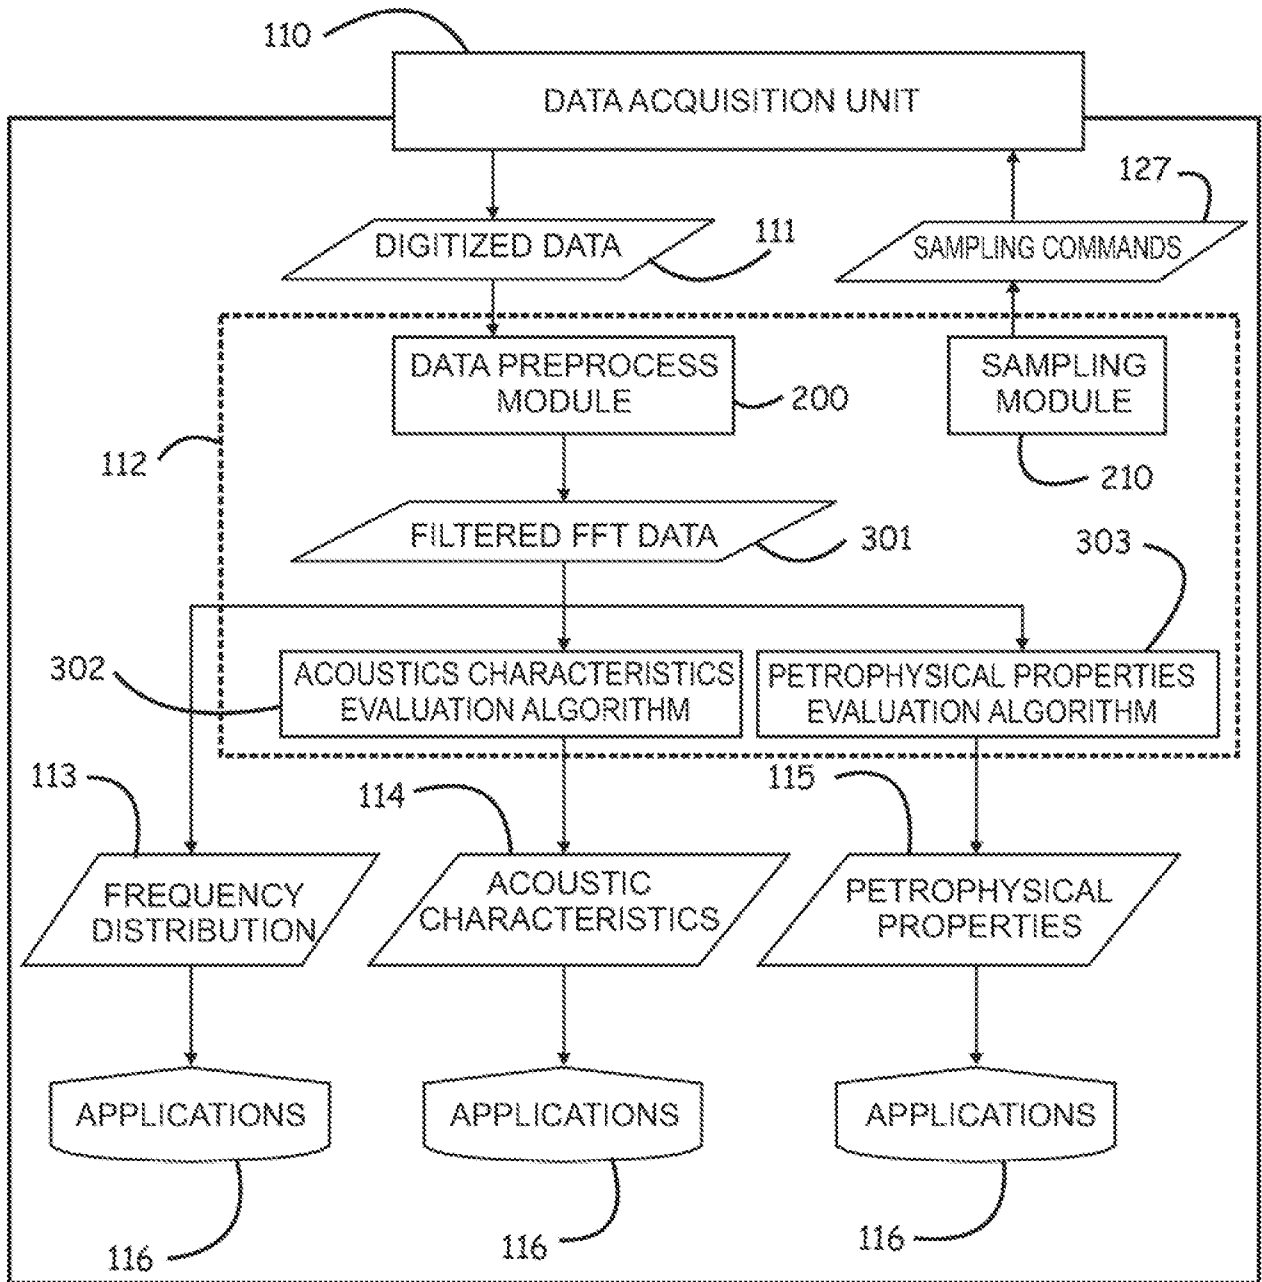 110
DATA ACQUISITION UNIT
127
DIGITIZED DATA
111
SAMPLING COMMANDS
DATA PREPROCESS
MODULE
200
SAMPLING
MODULE
112
210
FILTERED FFT DATA
301
303
302
ACOUSTICS CHARACTERISTICS
EVALUATION ALGORITHM
PETROPHYSICAL PROPERTIES
EVALUATION ALGORITHM
113
114
115
FREQUENCY
DISTRIBUTION
ACOUSTIC
CHARACTERISTICS
PETROPHYSICAL
PROPERTIES
APPLICATIONS
APPLICATIONS
APPLICATIONS
116
116
116